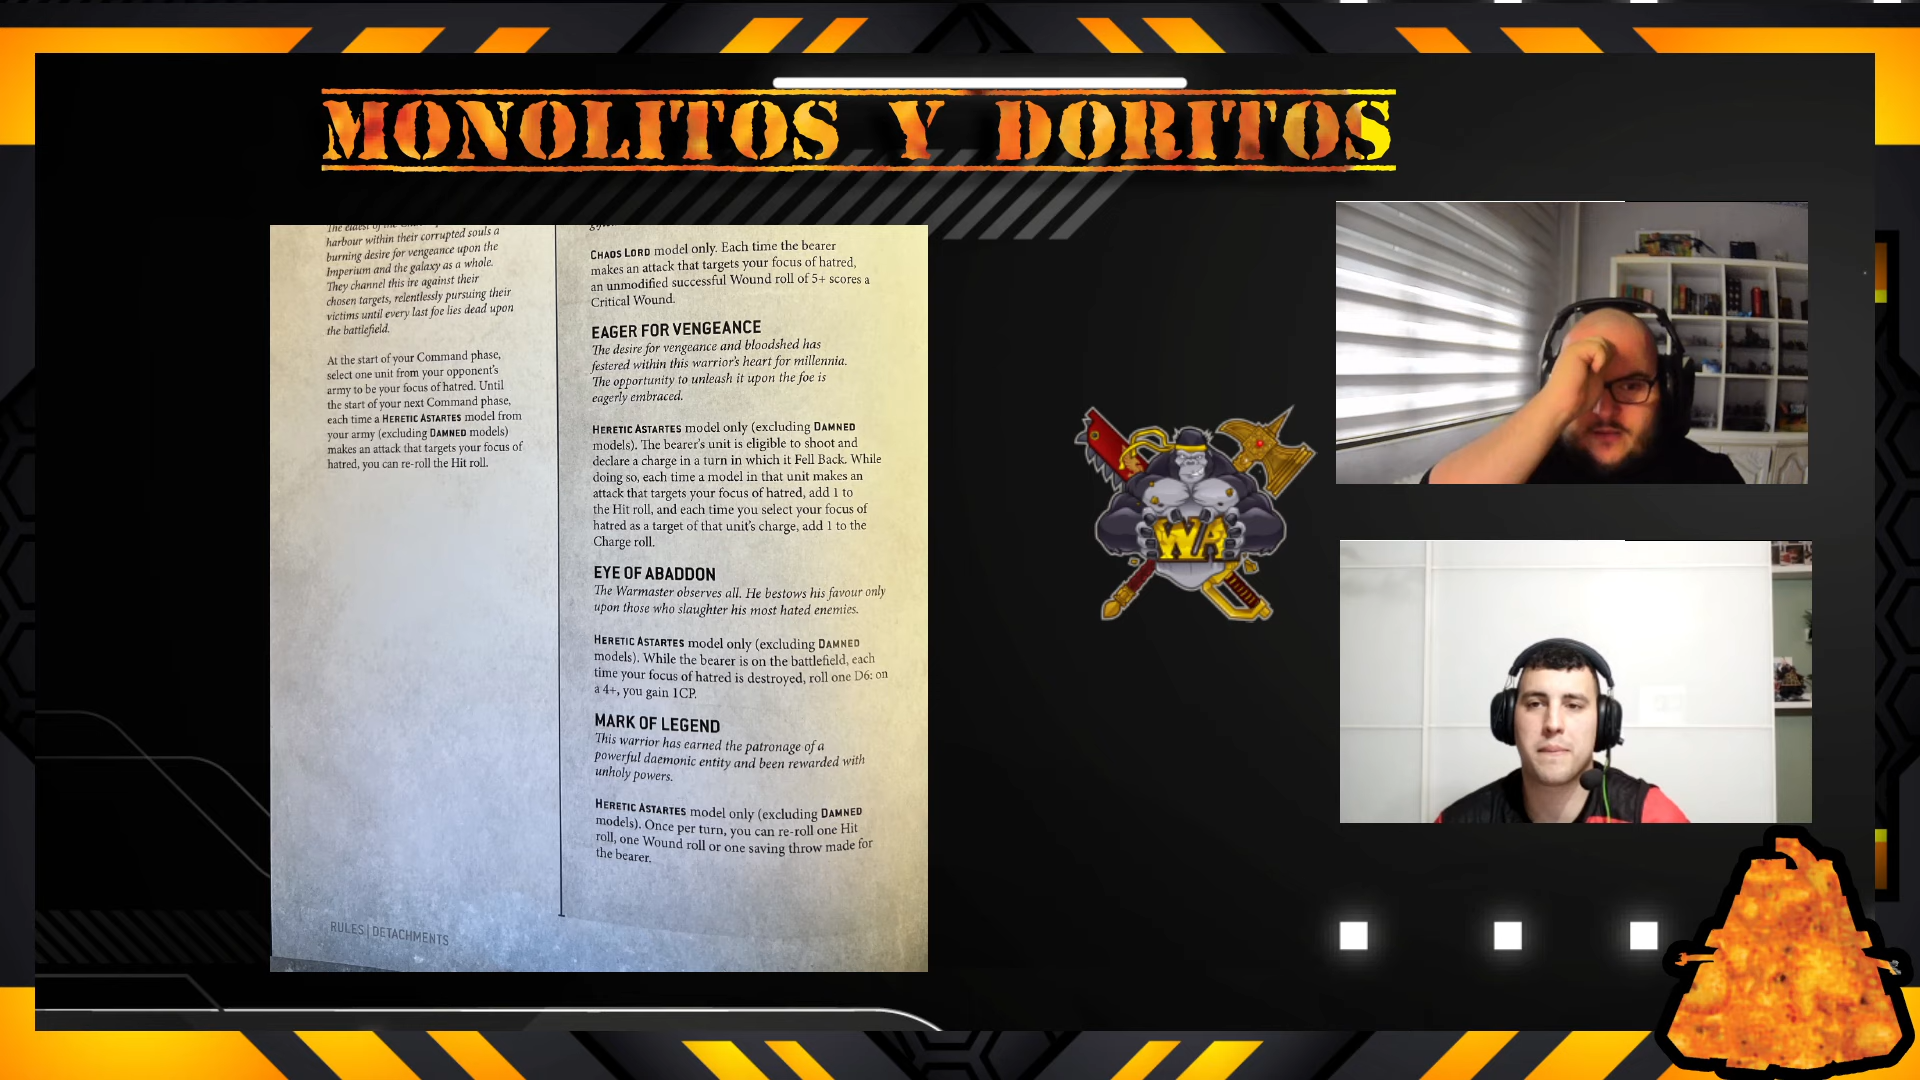 MONOLITOS Y DORITOS
The eldest of the
harbour within their corrupted souls a
burning desire for vengeance upon the
Imperium and the galaxy as a whole.
They channel this ire against their
chosen targets, relentlessly pursuing their
victims until every last foe lies dead upon
the battlefield.
At the start of your Command phase,
select one unit from your opponent's
army to be your focus of hatred. Until
the start of your next Command phase,
each time a HERETIC ASTARTES model from
your army (excluding DAMNED models)
makes an attack that targets your focus of
hatred, you can re-roll the Hit roll.
CHAOS LORD model only. Each time the bearer
makes an attack that targets your focus of hatred,
an unmodified successful Wound roll of 5+ scores a
Critical Wound.
EAGER FOR VENGEANCE
The desire for vengeance and bloodshed has
festered within this warrior's heart for millennia.
The opportunity to unleash it upon the foe is
eagerly embraced.
HERETIC ASTARTES model only (excluding DAMNED
models). The bearer's unit is eligible to shoot and
declare a charge in a turn in which it Fell Back. While
doing so, each time a model in that unit makes an
attack that targets your focus of hatred, add 1 to
the Hit roll, and each time you select your focus of
hatred as a target of that unit's charge, add 1 to the
Charge roll.
EYE OF ABADDON
The Warmaster observes all. He bestows his favour only
upon those who slaughter his most hated enemies.
HERETIC ASTARTES model only (excluding DAMNED
models). While the bearer is on the battlefield, each
time your focus of hatred is destroyed, roll one D6: on
a 4+, you gain 1CP.
MARK OF LEGEND
This warrior has earned the patronage of a
powerful daemonic entity and been rewarded with
unholy powers.
HERETIC ASTARTES model only (excluding DAMNED
models). Once per turn, you can re-roll one Hit
roll, one Wound roll or one saving throw made for
the bearer.
RULES | DETACHMENTS